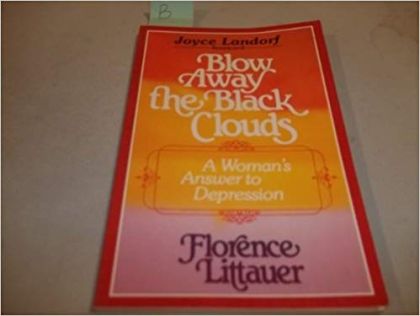 B
Joyce Landorf
Blow
Away
the Black
Clouds
A Woman's
Answer to
Depression
Florence
Littauer